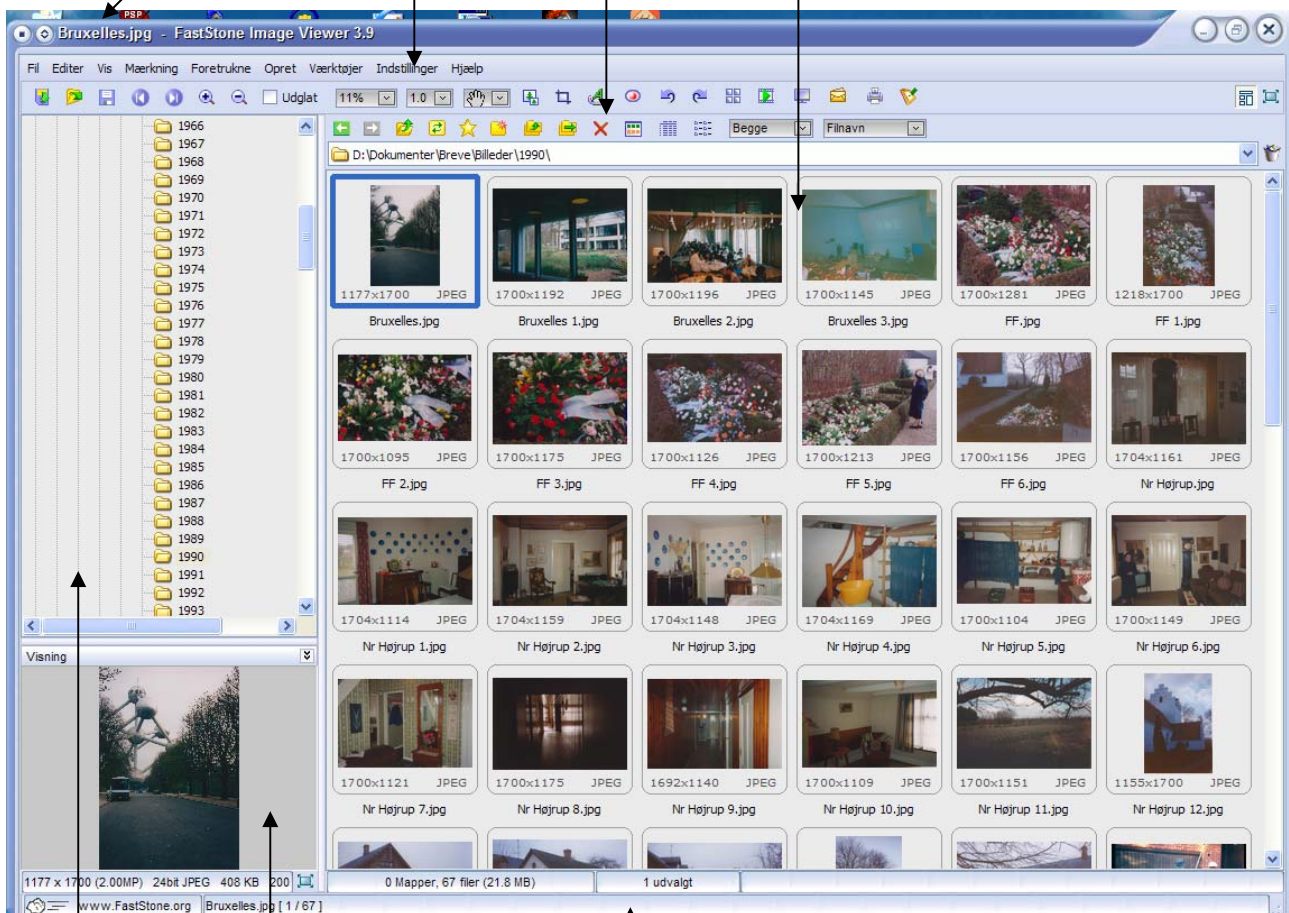 PSP
Bruxelles.jpg - FastStone Image Viewer 3.9
Fil Editer Vis Mærkning Foretrukne Opret Værktøjer Indstillinger Hjælp
Udglat 11% 1.0
Begge Filnavn
D:\Dokumenter\Breve\Billeder\1990\
1966
1967
1968
1969
1970
1971
1972
1973
1974
1975
1976
1977
1978
1979
1980
1981
1982
1983
1984
1985
1986
1987
1988
1989
1990
1991
1992
1993
Visning
1177 x 1700 (2.00MP) 24bit JPEG 408 KB 200
1177x1700 JPEG 1700x1192 JPEG 1700x1196 JPEG 1700x1145 JPEG 1700x1281 JPEG 1218x1700 JPEG
Bruxelles.jpg Bruxelles 1.jpg Bruxelles 2.jpg Bruxelles 3.jpg FF.jpg FF 1.jpg
1700x1095 JPEG 1700x1175 JPEG 1700x1126 JPEG 1700x1213 JPEG 1700x1156 JPEG 1704x1161 JPEG
FF 2.jpg FF 3.jpg FF 4.jpg FF 5.jpg FF 6.jpg Nr Højrup.jpg
1704x1114 JPEG 1704x1159 JPEG 1704x1148 JPEG 1704x1169 JPEG 1700x1104 JPEG 1700x1149 JPEG
Nr Højrup 1.jpg Nr Højrup 2.jpg Nr Højrup 3.jpg Nr Højrup 4.jpg Nr Højrup 5.jpg Nr Højrup 6.jpg
1700x1121 JPEG 1700x1175 JPEG 1692x1140 JPEG 1700x1109 JPEG 1700x1151 JPEG 1155x1700 JPEG
Nr Højrup 7.jpg Nr Højrup 8.jpg Nr Højrup 9.jpg Nr Højrup 10.jpg Nr Højrup 11.jpg Nr Højrup 12.jpg
0 Mapper, 67 filer (21.8 MB) 1 udvalgt
www.FastStone.org Bruxelles.jpg [ 1 / 67 ]